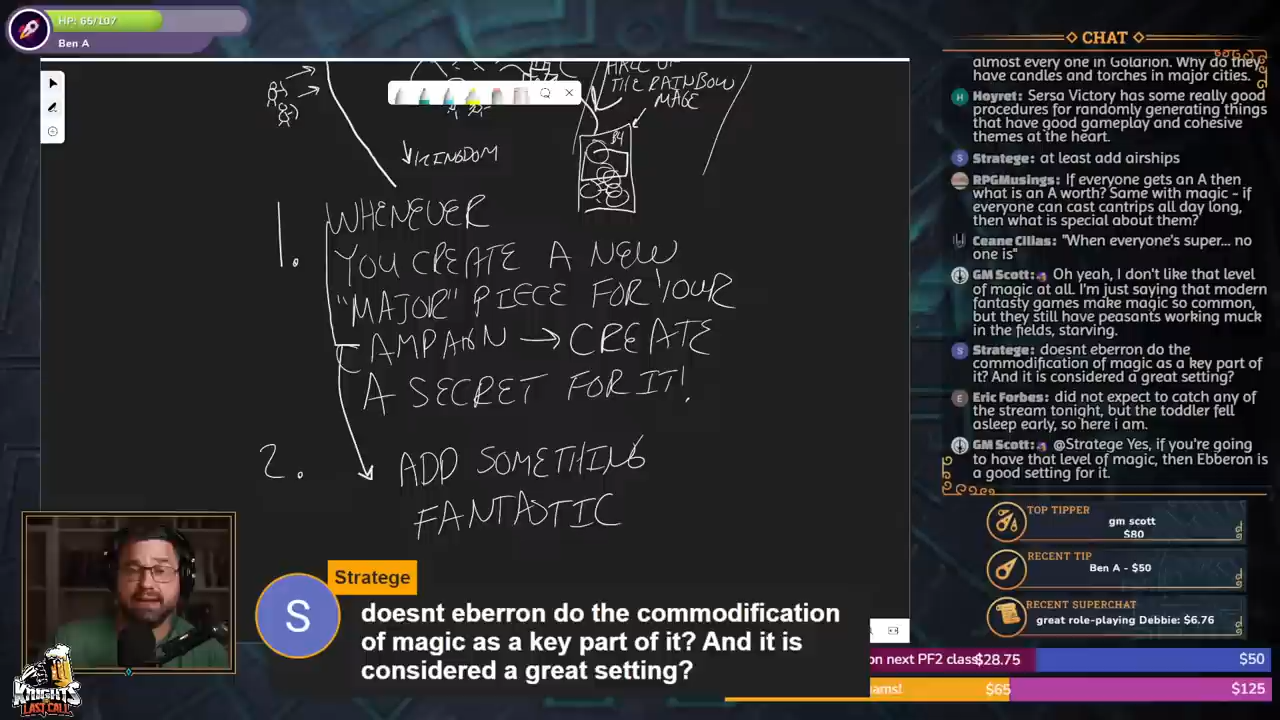 HP: 65/107
Ben A
HALL OF
THE RAINBOW
MAGE
KINGDOM
1. WHENEVER
YOU CREATE A NEW
"MAJOR" PIECE FOR YOUR
CAMPAIGN → CREATE
A SECRET FOR IT!
2. ADD SOMETHING
FANTASTIC
Stratege
S
doesnt eberron do the commodification
of magic as a key part of it? And it is
considered a great setting?
KNIGHTS
LAST CALL
CHAT
almost every one in Golarion. Why do they
have candles and torches in major cities.
Hoyret: Sersa Victory has some really good
procedures for randomly generating things
that have good gameplay and cohesive
themes at the heart.
Stratege: at least add airships
RPGMusings: If everyone gets an A then
what is an A worth? Same with magic - if
everyone can cast cantrips all day long,
then what is special about them?
Ceane Cilias: "When everyone's super... no
one is"
GM Scott: Oh yeah, I don't like that level
of magic at all. I'm just saying that modern
fantasty games make magic so common,
but they still have peasants working muck
in the fields, starving.
Stratege: doesnt eberron do the
commodification of magic as a key part of
it? And it is considered a great setting?
Eric Forbes: did not expect to catch any of
the stream tonight, but the toddler fell
asleep early, so here i am.
GM Scott: @Stratege Yes, if you're going
to have that level of magic, then Ebberon is
a good setting for it.
TOP TIPPER
gm scott
$80
RECENT TIP
Ben A - $50
RECENT SUPERCHAT
great role-playing Debbie: $6.76
on next PF2 class $28.75 $50
ams! $65 $125